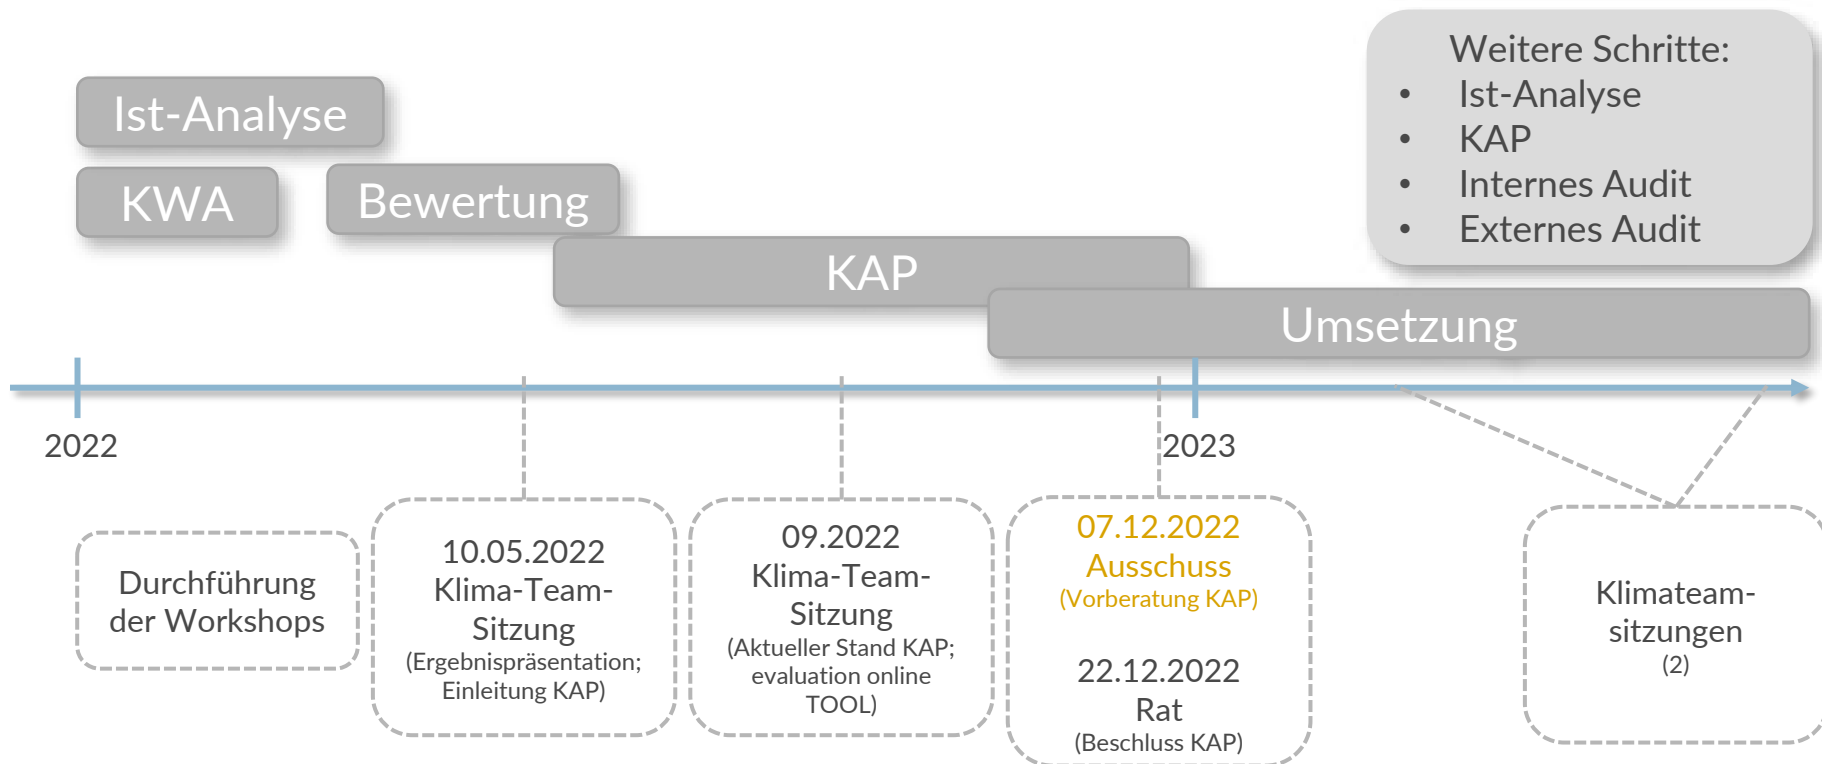 Weitere Schritte:
• Ist-Analyse
• KAP
• Internes Audit
• Externes Audit
Ist-Analyse
KWA
Bewertung
KAP
Umsetzung
2022
2023
Durchführung
der Workshops
10.05.2022
Klima-Team-
Sitzung
(Ergebnispräsentation;
Einleitung KAP)
09.2022
Klima-Team-
Sitzung
(Aktueller Stand KAP;
evaluation online
TOOL)
07.12.2022
Ausschuss
(Vorberatung KAP)
22.12.2022
Rat
(Beschluss KAP)
Klimateam-
sitzungen
(2)